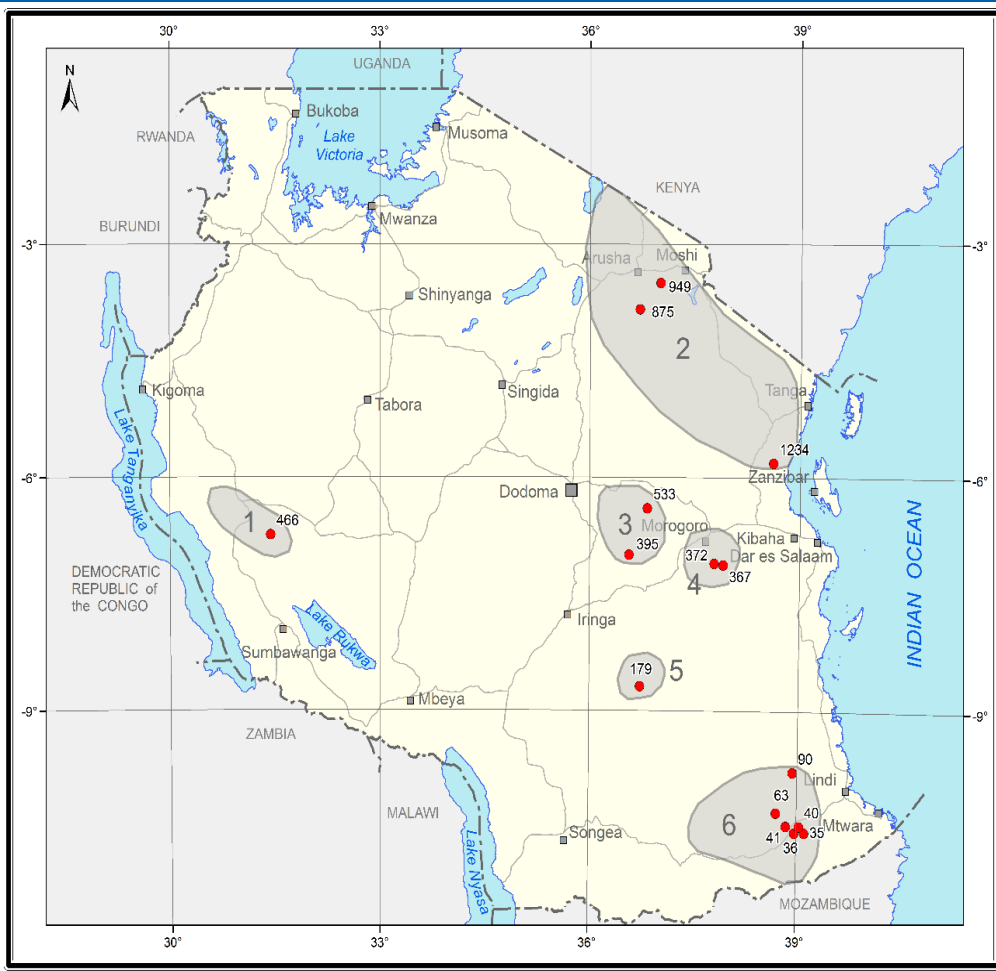 30°
33°
36°
39°
N
UGANDA
Bukoba
RWANDA
Lake
Victoria
Musoma
KENYA
BURUNDI
Mwanza
-3°
-3°
Arusha
Moshi
949
875
Shinyanga
2
Kigoma
Tabora
Singida
Tanga
Lake Tanganyika
1234
-6°
-6°
Zanzibar
Dodoma
533
1
466
3
Morogoro
395
Kibaha
Dar es Salaam
372
367
4
DEMOCRATIC
REPUBLIC of
the CONGO
INDIAN OCEAN
Lake Rukwa
Iringa
Sumbawanga
179
5
Mbeya
-9°
-9°
ZAMBIA
90
Lindi
63
MALAWI
6
40
Mtwara
35
41
36
Songea
Lake Nyasa
MOZAMBIQUE
30°
33°
36°
39°